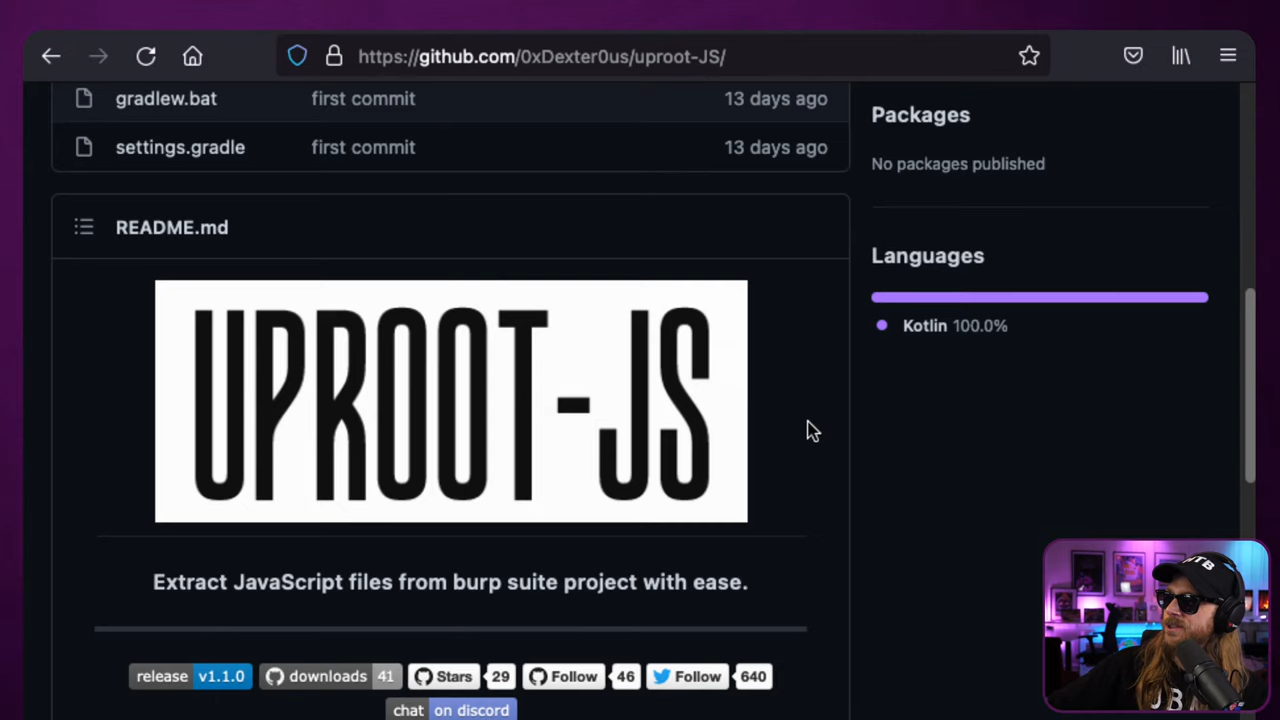 https://github.com/0xDexter0us/uproot-JS/
gradlew.bat first commit 13 days ago
settings.gradle first commit 13 days ago
README.md
UPROOT-JS
Extract JavaScript files from burp suite project with ease.
release v1.1.0 downloads 41 Stars 29 Follow 46 Follow 640
chat on discord
Packages
No packages published
Languages
Kotlin 100.0%